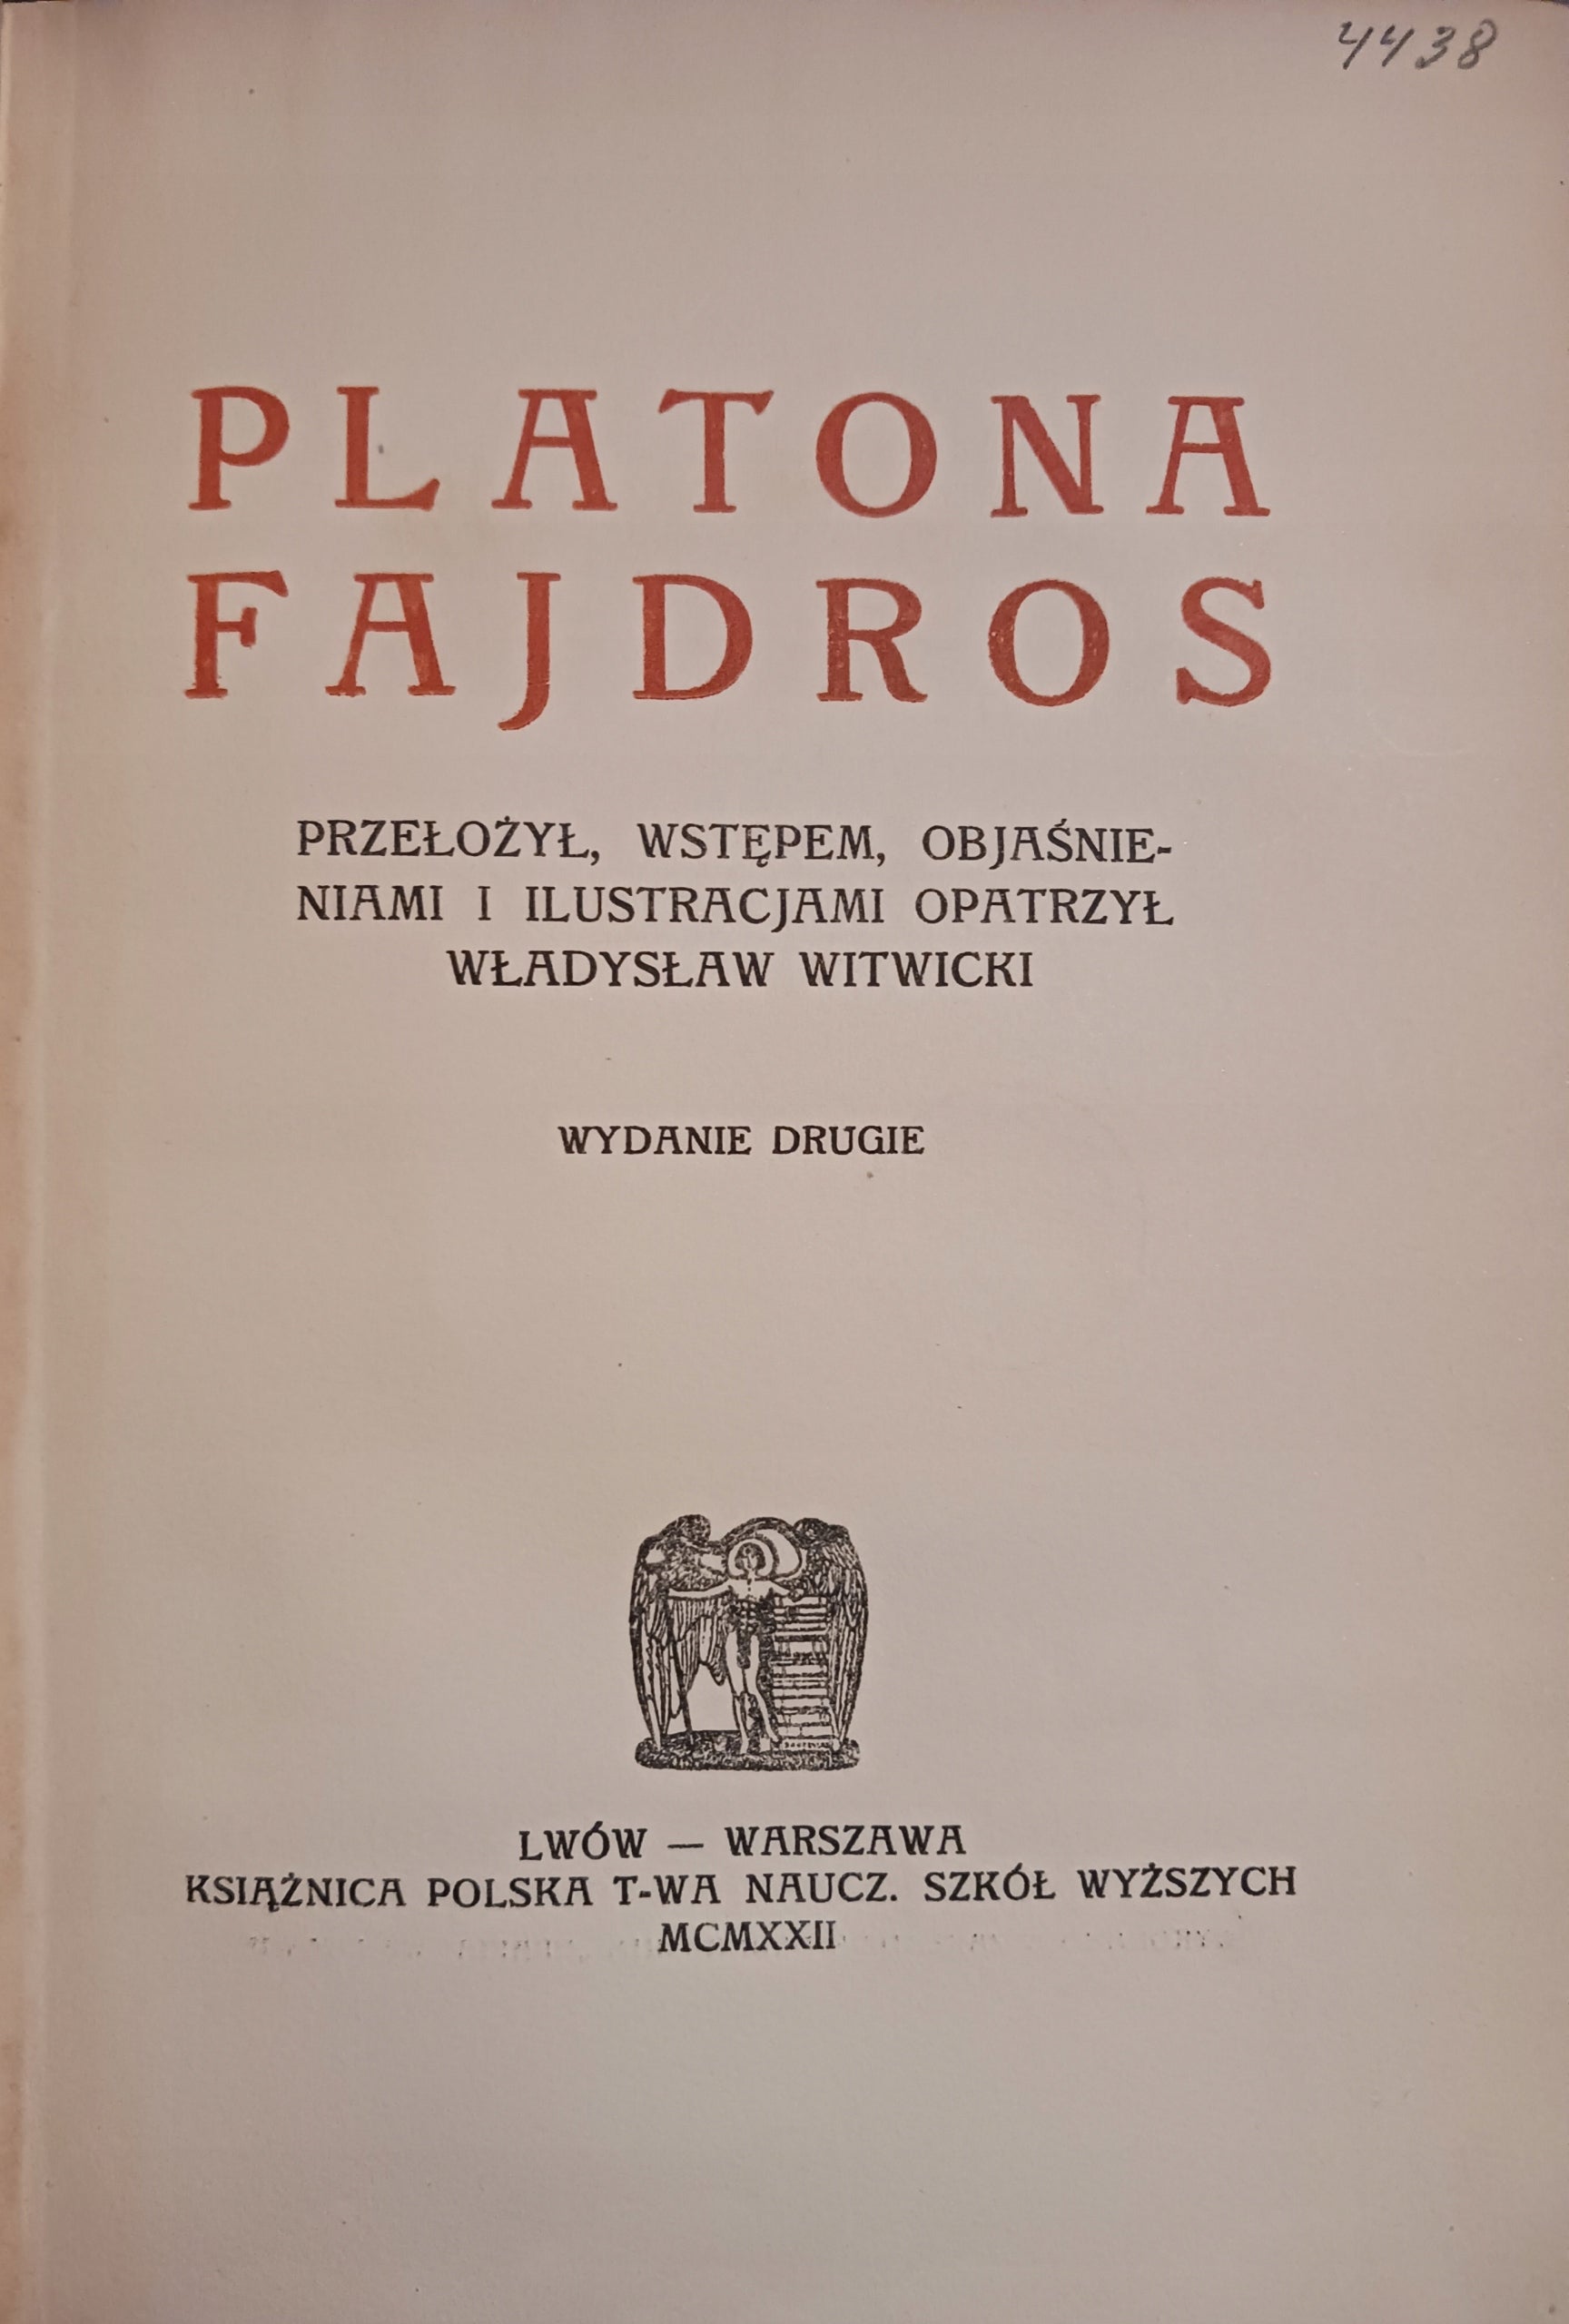 4438
PLATONA
FAJDROS
PRZEŁOŻYŁ, WSTĘPEM, OBJAŚNIE-
NIAMI I ILUSTRACJAMI OPATRZYŁ
WŁADYSŁAW WITWICKI
WYDANIE DRUGIE
LWÓW — WARSZAWA
KSIĄŻNICA POLSKA T-WA NAUCZ. SZKÓŁ WYŻSZYCH
MCMXXII